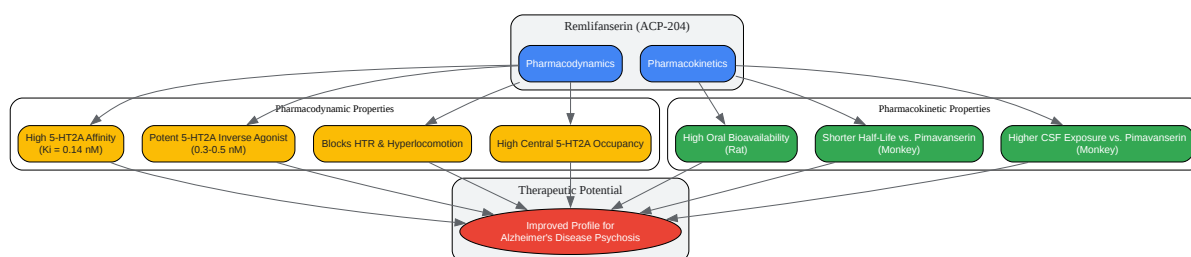 Remlifanserin (ACP-204)
Pharmacodynamics
Pharmacokinetics
Pharmacodynamic Properties
Pharmacokinetic Properties
High 5-HT2A Affinity
(Ki = 0.14 nM)
Potent 5-HT2A Inverse Agonist
(0.3-0.5 nM)
Blocks HTR & Hyperlocomotion
High Central 5-HT2A Occupancy
High Oral Bioavailability
(Rat)
Shorter Half-Life vs. Pimavanserin
(Monkey)
Higher CSF Exposure vs. Pimavanserin
(Monkey)
Therapeutic Potential
Improved Profile for
Alzheimer's Disease Psychosis